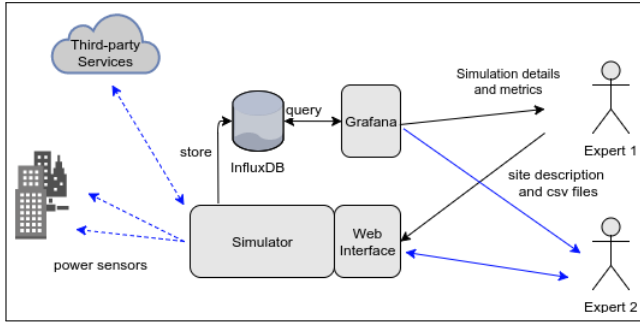 Third-party
Services
Simulation details
and metrics
query
Grafana
store
InfluxDB
Expert 1
site description
and csv files
Simulator
Web
Interface
power sensors
Expert 2